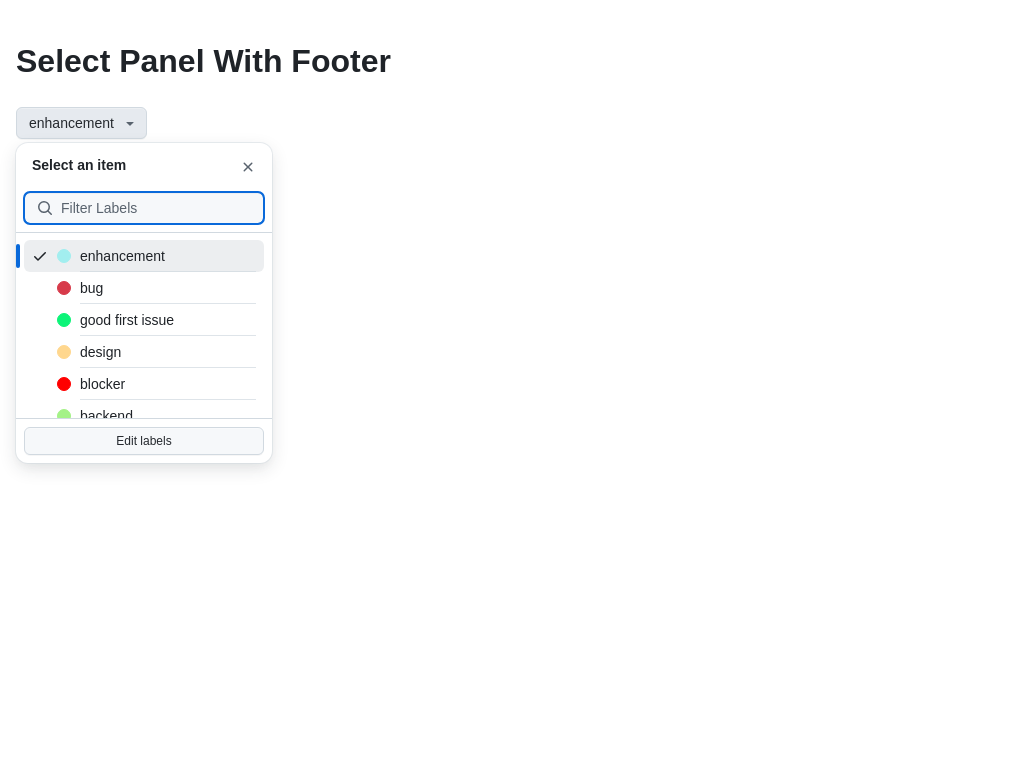 Select Panel With Footer
enhancement
Select an item
Filter Labels
enhancement
bug
good first issue
design
blocker
backend
Edit labels